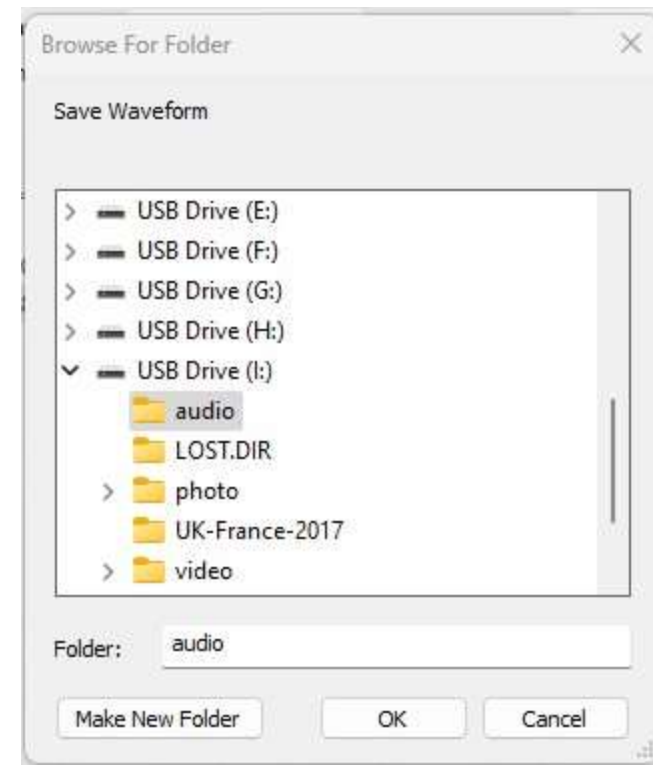 Browse For Folder
Save Waveform
USB Drive (E:)
USB Drive (F:)
USB Drive (G:)
USB Drive (H:)
USB Drive (I:)
audio
LOST.DIR
photo
UK-France-2017
video
Folder: audio
Make New Folder OK Cancel